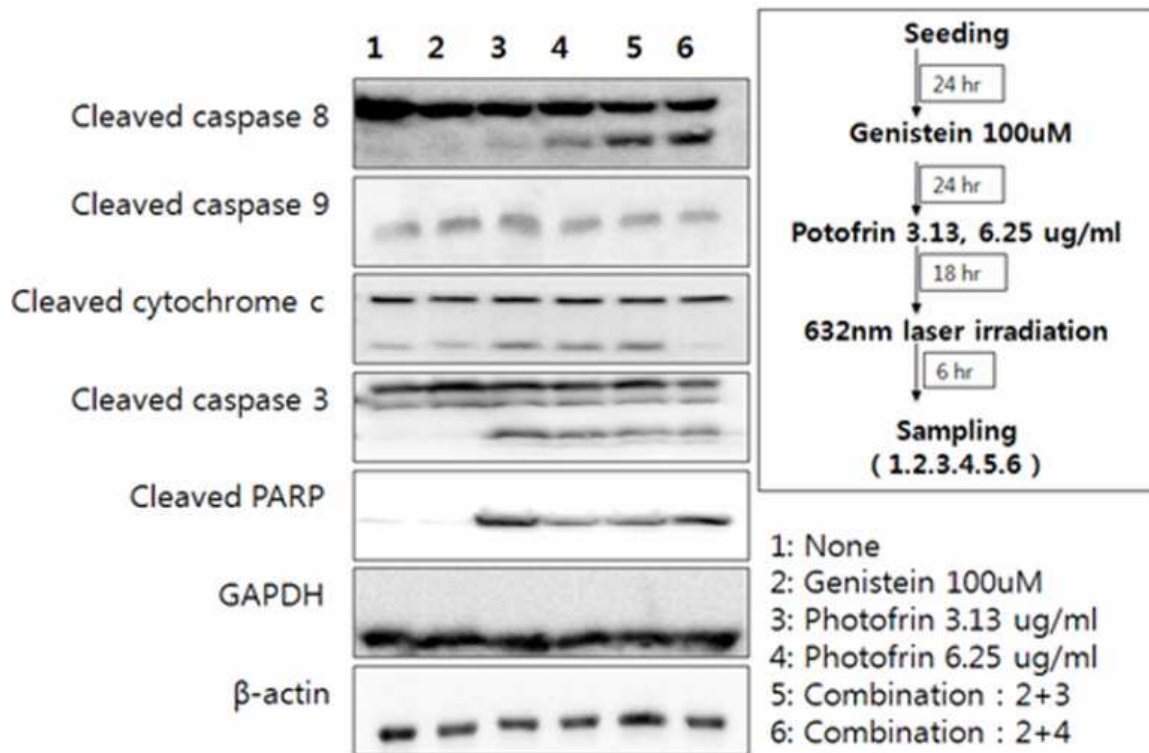 1 2 3 4 5 6
Cleaved caspase 8
Cleaved caspase 9
Cleaved cytochrome c
Cleaved caspase 3
Cleaved PARP
GAPDH
β-actin
Seeding
24 hr
Genistein 100uM
24 hr
Potofrin 3.13, 6.25 ug/ml
18 hr
632nm laser irradiation
6 hr
Sampling
( 1.2.3.4.5.6 )
1: None
2: Genistein 100uM
3: Photofrin 3.13 ug/ml
4: Photofrin 6.25 ug/ml
5: Combination : 2+3
6: Combination : 2+4